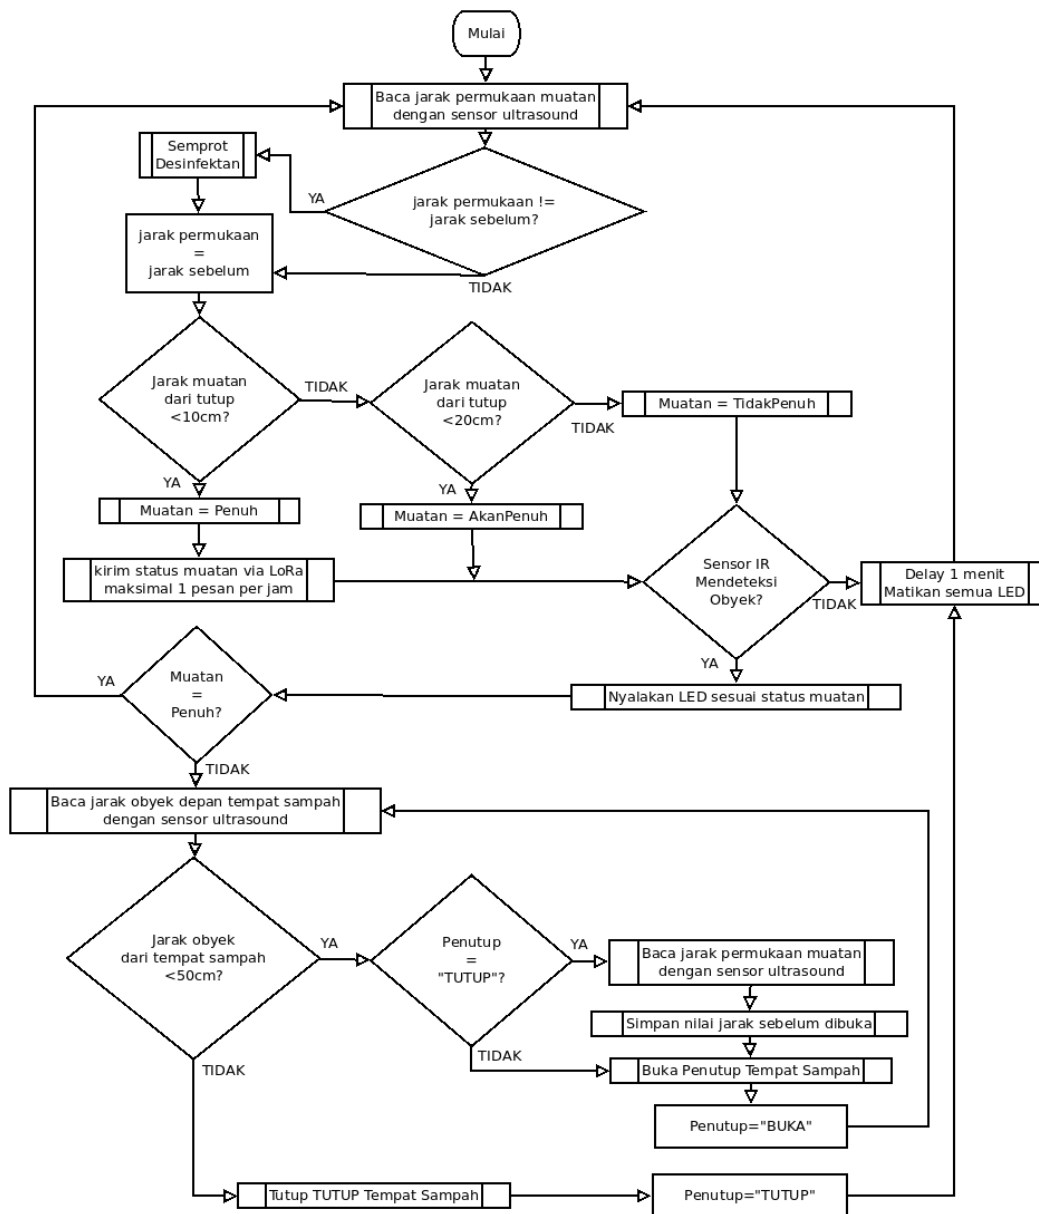 Mulai
Baca jarak permukaan muatan
dengan sensor ultrasound
Semprot
Desinfektan
YA
jarak permukaan !=
jarak sebelum?
jarak permukaan
=
jarak sebelum
TIDAK
Jarak muatan
dari tutup
<10cm?
TIDAK
Jarak muatan
dari tutup
<20cm?
TIDAK
Muatan = TidakPenuh
YA
YA
Muatan = Penuh
Muatan = AkanPenuh
kirim status muatan via LoRa
maksimal 1 pesan per jam
Sensor IR
Mendeteksi
Obyek?
TIDAK
Delay 1 menit
Matikan semua LED
YA
Nyalakan LED sesuai status muatan
YA
Muatan
=
Penuh?
TIDAK
Baca jarak obyek depan tempat sampah
dengan sensor ultrasound
Jarak obyek
dari tempat sampah
<50cm?
YA
Penutup
=
"TUTUP"?
YA
Baca jarak permukaan muatan
dengan sensor ultrasound
Simpan nilai jarak sebelum dibuka
TIDAK
TIDAK
Buka Penutup Tempat Sampah
Penutup="BUKA"
Tutup TUTUP Tempat Sampah
Penutup="TUTUP"